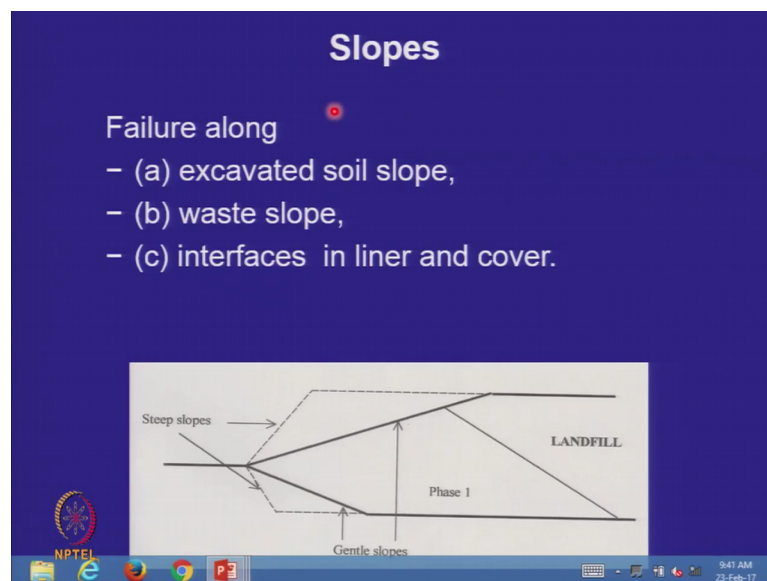 Slopes
Failure along
− (a) excavated soil slope,
− (b) waste slope,
− (c) interfaces  in liner and cover.
Steep slopes
LANDFILL
Phase 1
Gentle slopes
NPTEL
9:41 AM
23-Feb-17